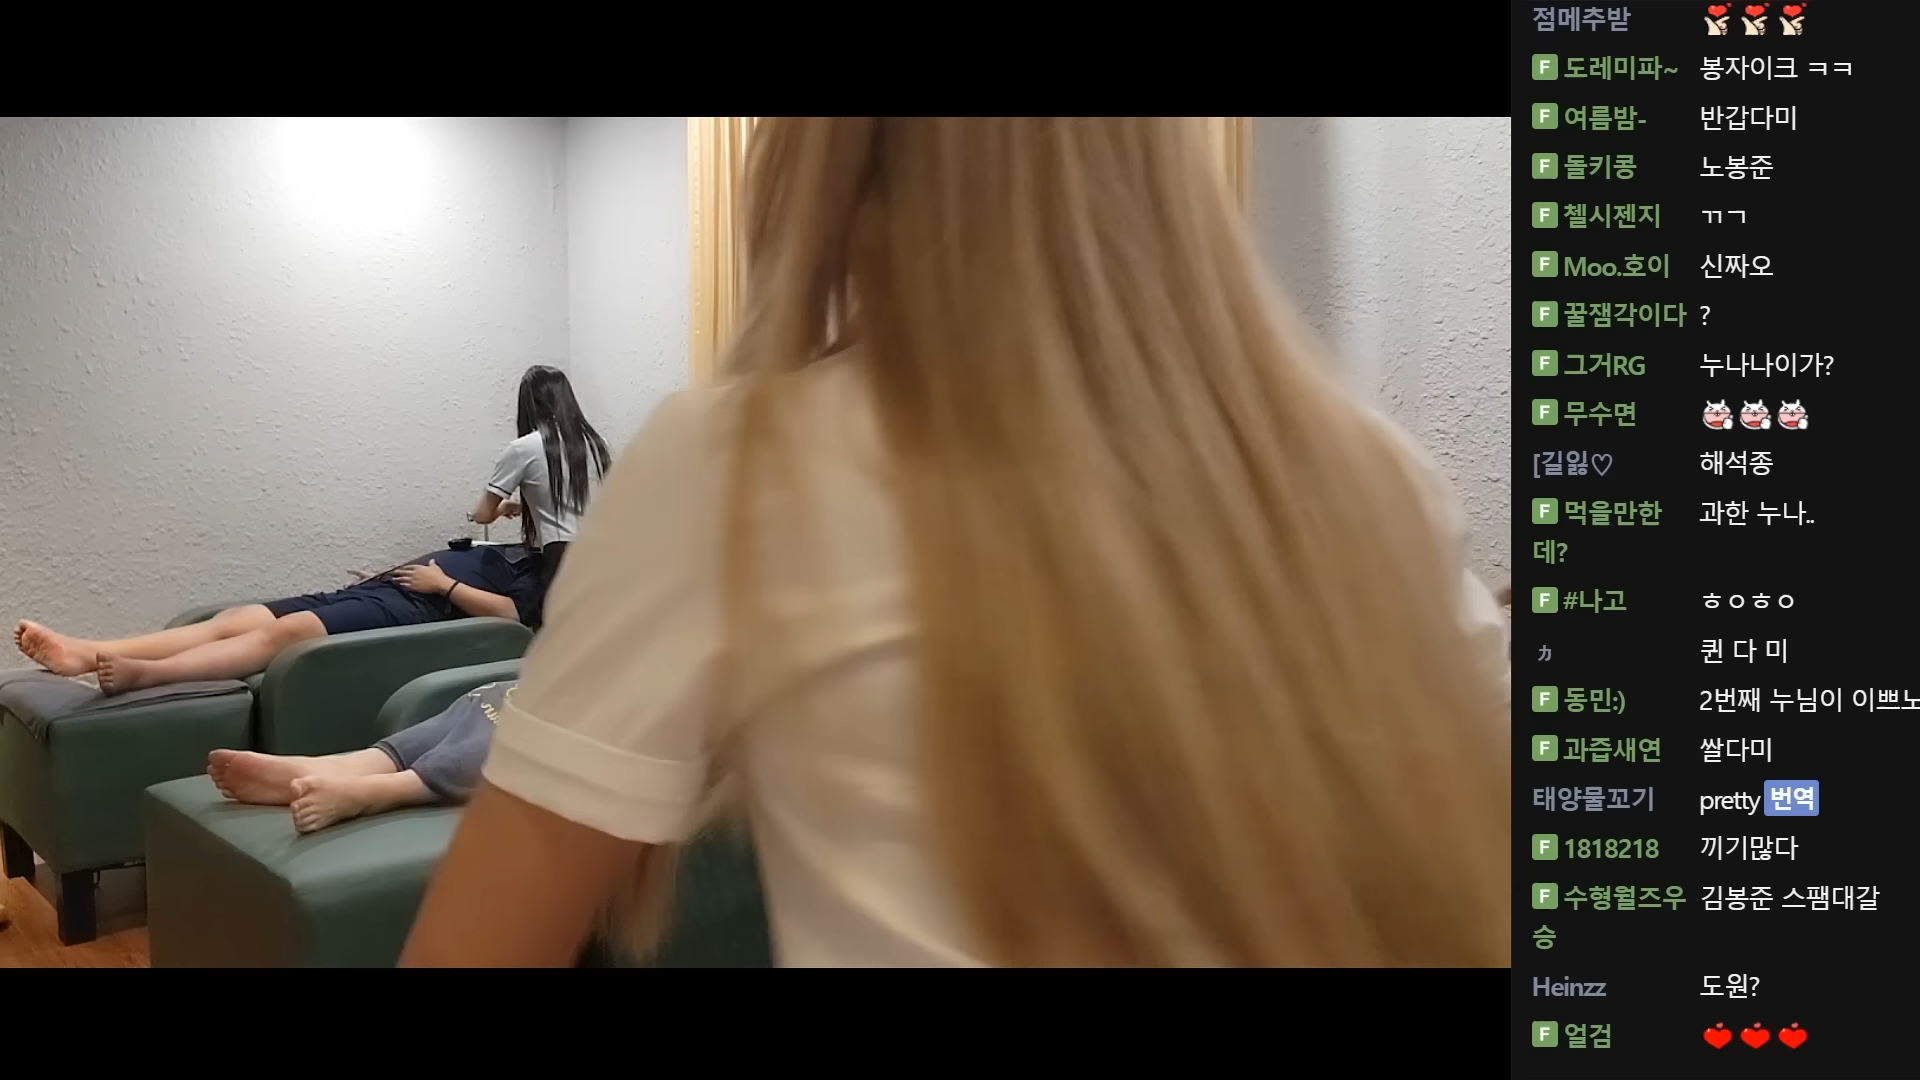 점메추받
F 도레미파~ 봉자이크 ㅋㅋ
F 여름밤- 반갑다미
F 돌키콩 노봉준
F 첼시젠지 ㄲㄱ
F Moo.호이 신짜오
F 꿀잼각이다 ?
F 그거RG 누나나이가?
F 무수면
[길잃♡ 해석종
F 먹을만한 과한 누나..
데?
F #나고 ㅎㅇㅎㅇ
ㅤカ 퀸 다 미
F 동민:) 2번째 누님이 이쁘노
F 과즙새연 쌀다미
태양물꼬기 pretty 번역
F 1818218 끼기많다
F 수형월즈우 김봉준 스팸대갈
승
Heinzz 도원?
F 얼검